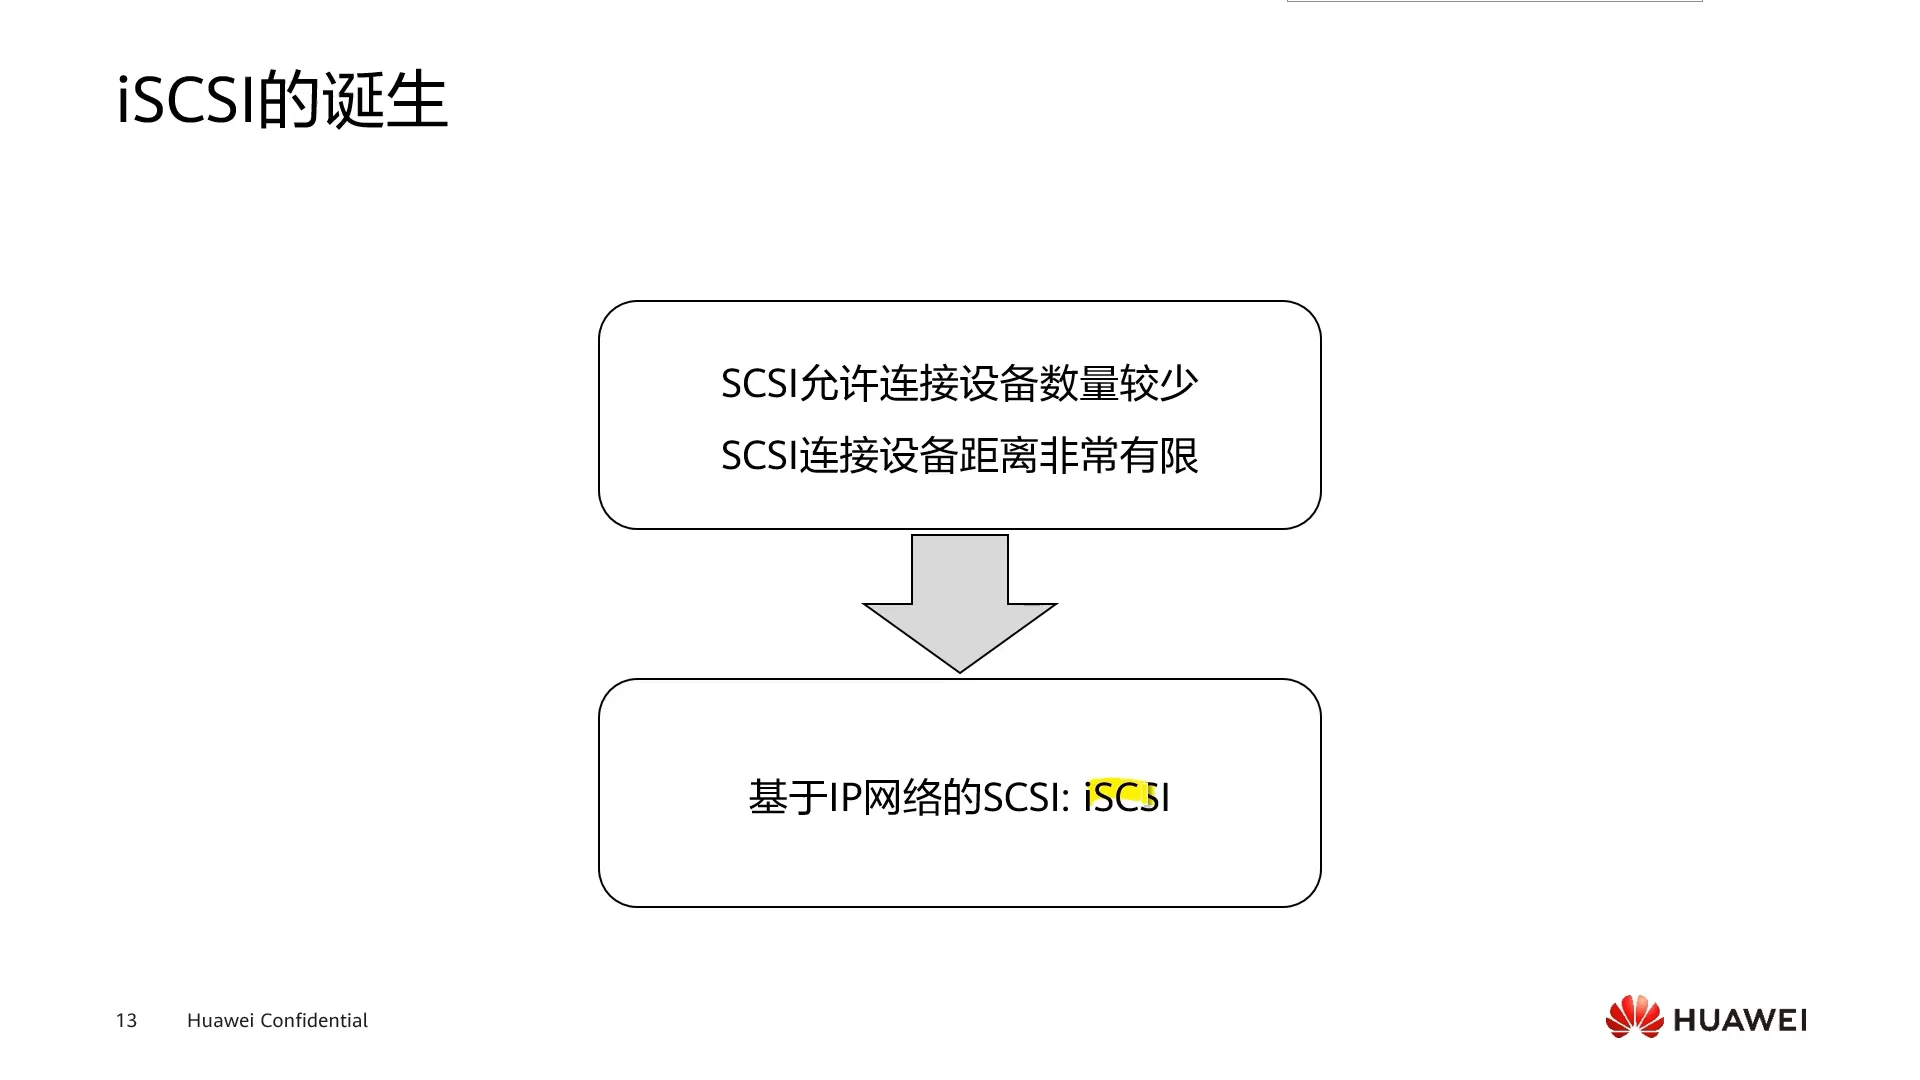 iSCSI的诞生
SCSI允许连接设备数量较少
SCSI连接设备距离非常有限
基于IP网络的SCSI: iSCSI
13 Huawei Confidential
HUAWEI